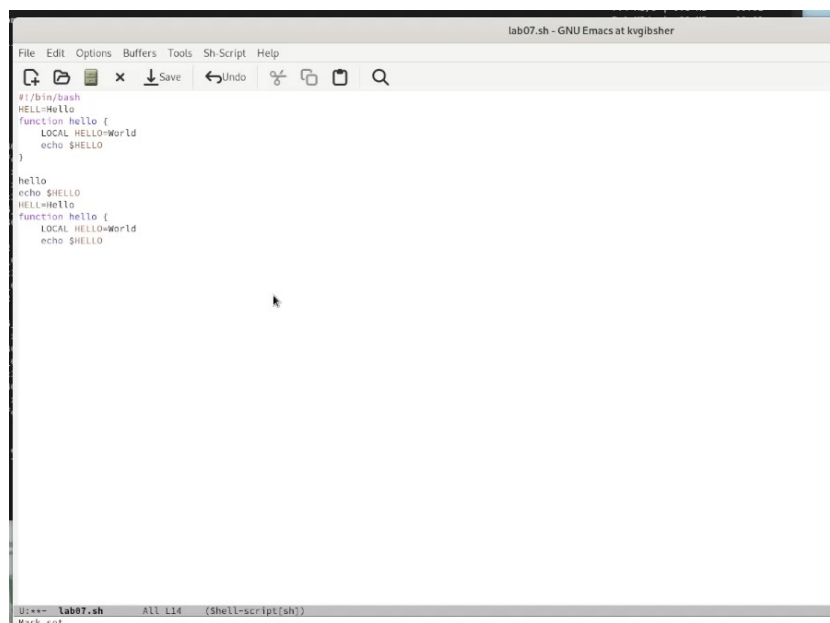 lab07.sh - GNU Emacs at kvgibsher
File Edit Options Buffers Tools Sh-Script Help
Save Undo
#!/bin/bash
HELL=Hello
function hello {
    LOCAL HELLO=World
    echo $HELLO
}
hello
echo $HELLO
HELL=Hello
function hello {
    LOCAL HELLO=World
    echo $HELLO
U:**- lab07.sh All L14 (Shell-script[sh])
Mark set